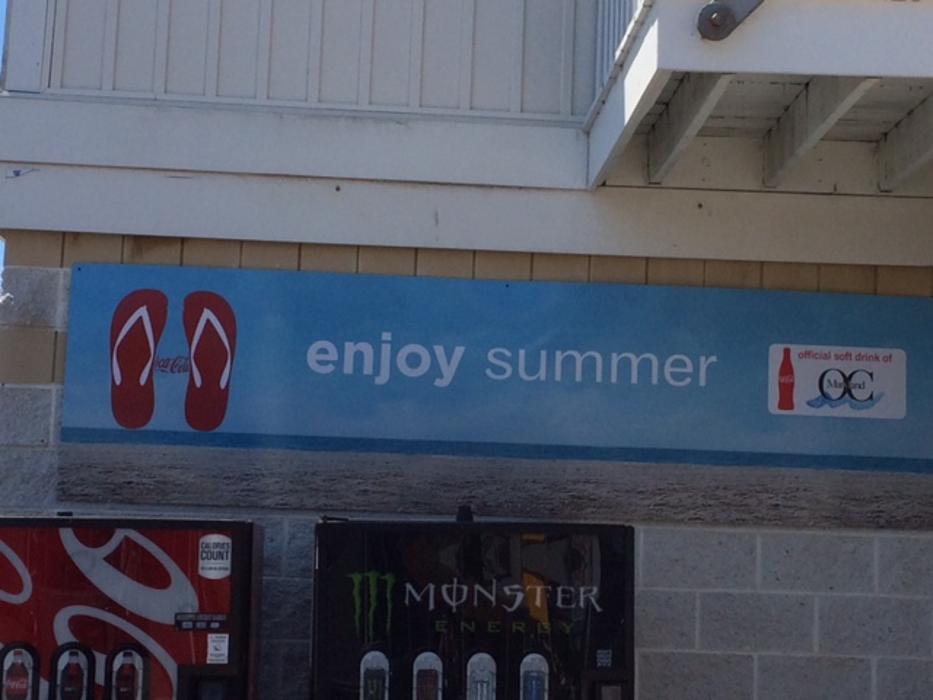 Coca-Cola
enjoy summer
official soft drink of
OC
Maryland
CALORIES
COUNT
MONSTER
ENERGY